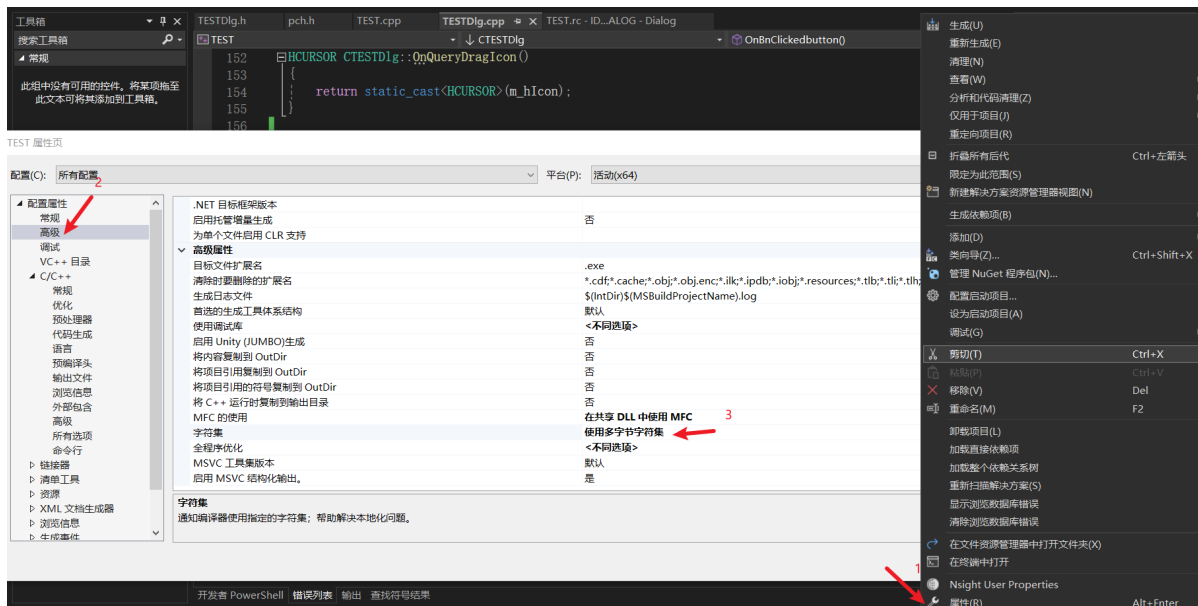 工具箱
搜索工具箱
常规
此组中没有可用的控件。将某项拖至
此文本可将其添加到工具箱。
TESTDlg.h pch.h TEST.cpp TESTDlg.cpp TEST.rc - ID...ALOG - Dialog
TEST CTESTDlg OnBnClickedbutton()
152 HCURSOR CTESTDlg::OnQueryDragIcon()
153 {
154 return static_cast<HCURSOR>(m_hIcon);
155 }
156
TEST 属性页
配置(C): 所有配置 平台(P): 活动(x64)
2
配置属性
常规
高级
调试
VC++ 目录
C/C++
常规
优化
预处理器
代码生成
语言
预编译头
输出文件
浏览信息
外部包含
高级
所有选项
命令行
链接器
清单工具
资源
XML 文档生成器
浏览信息
生成事件
.NET 目标框架版本
启用托管增量生成 否
为单个文件启用 CLR 支持
高级属性
目标文件扩展名 .exe
清除时要删除的扩展名 *.cdf;*.cache;*.obj;*.obj.enc;*.ilk;*.ipdb;*.iobj;*.resources;*.tlb;*.tli;*.tlh;
生成日志文件 $(IntDir)$(MSBuildProjectName).log
首选的生成工具体系结构 默认
使用调试库 <不同选项>
启用 Unity (JUMBO)生成 否
将内容复制到 OutDir 否
将项目引用复制到 OutDir 否
将项目引用的符号复制到 OutDir 否
将 C++ 运行时复制到输出目录 否
MFC 的使用 在共享 DLL 中使用 MFC
3
字符集 使用多字节字符集
全程序优化 <不同选项>
MSVC 工具集版本 默认
启用 MSVC 结构化输出。 是
字符集
通知编译器使用指定的字符集；帮助解决本地化问题。
开发者 PowerShell 错误列表 输出 查找符号结果
生成(U)
重新生成(E)
清理(N)
查看(W)
分析和代码清理(Z)
仅用于项目(J)
重定向项目(R)
折叠所有后代 Ctrl+左箭头
限定为此范围(S)
新建解决方案资源管理器视图(N)
生成依赖项(B)
添加(D)
类向导(Z)... Ctrl+Shift+X
管理 NuGet 程序包(N)...
配置启动项目...
设为启动项目(A)
调试(G)
剪切(T) Ctrl+X
粘贴(P) Ctrl+V
移除(V) Del
重命名(M) F2
卸载项目(L)
加载直接依赖项
加载整个依赖关系树
重新扫描解决方案(S)
显示浏览数据库错误
清除浏览数据库错误
在文件资源管理器中打开文件夹(X)
在终端中打开
1
Nsight User Properties
属性(R) Alt+Enter